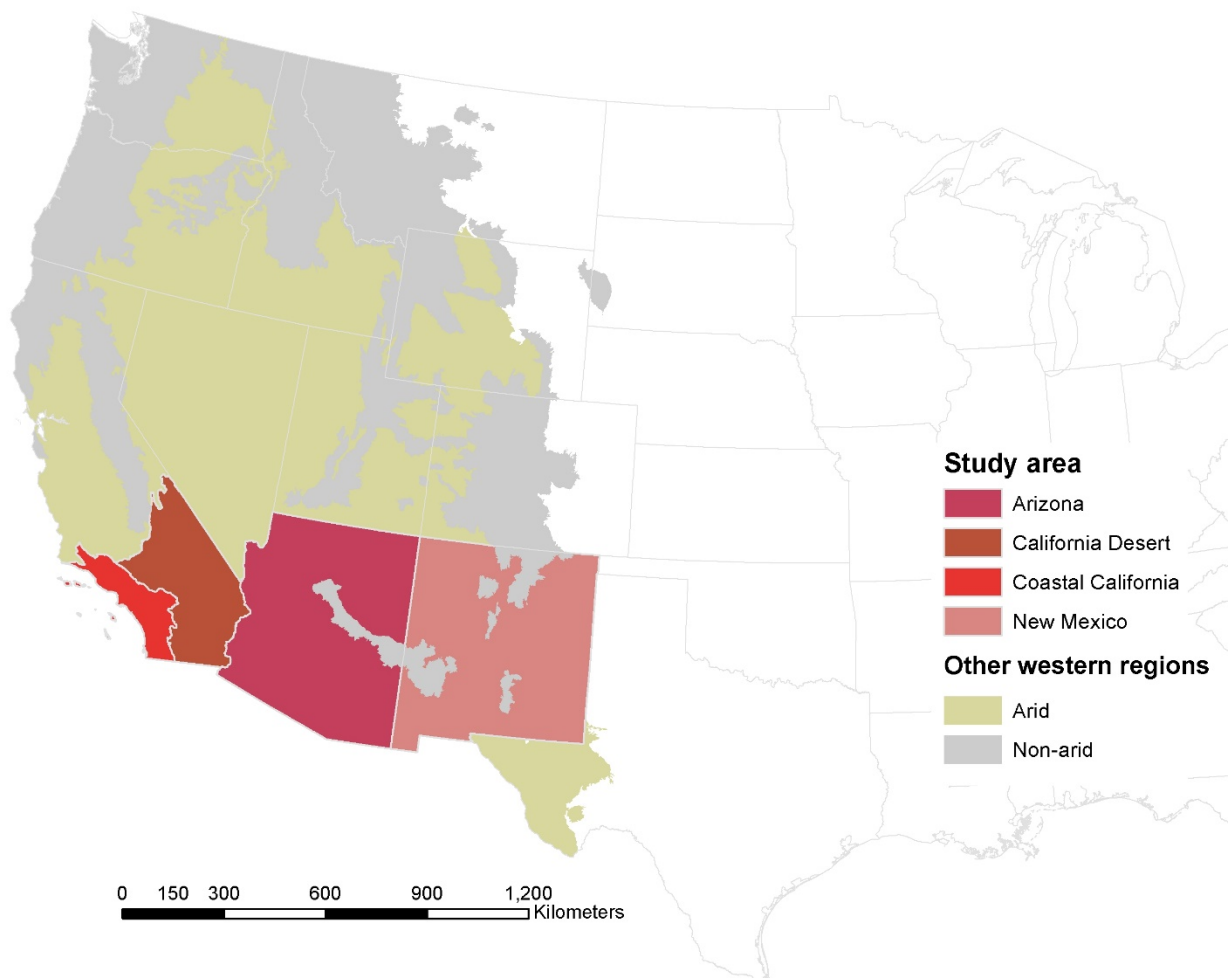 Study area
Arizona
California Desert
Coastal California
New Mexico
Other western regions
Arid
Non-arid
0 150 300 600 900 1,200
Kilometers